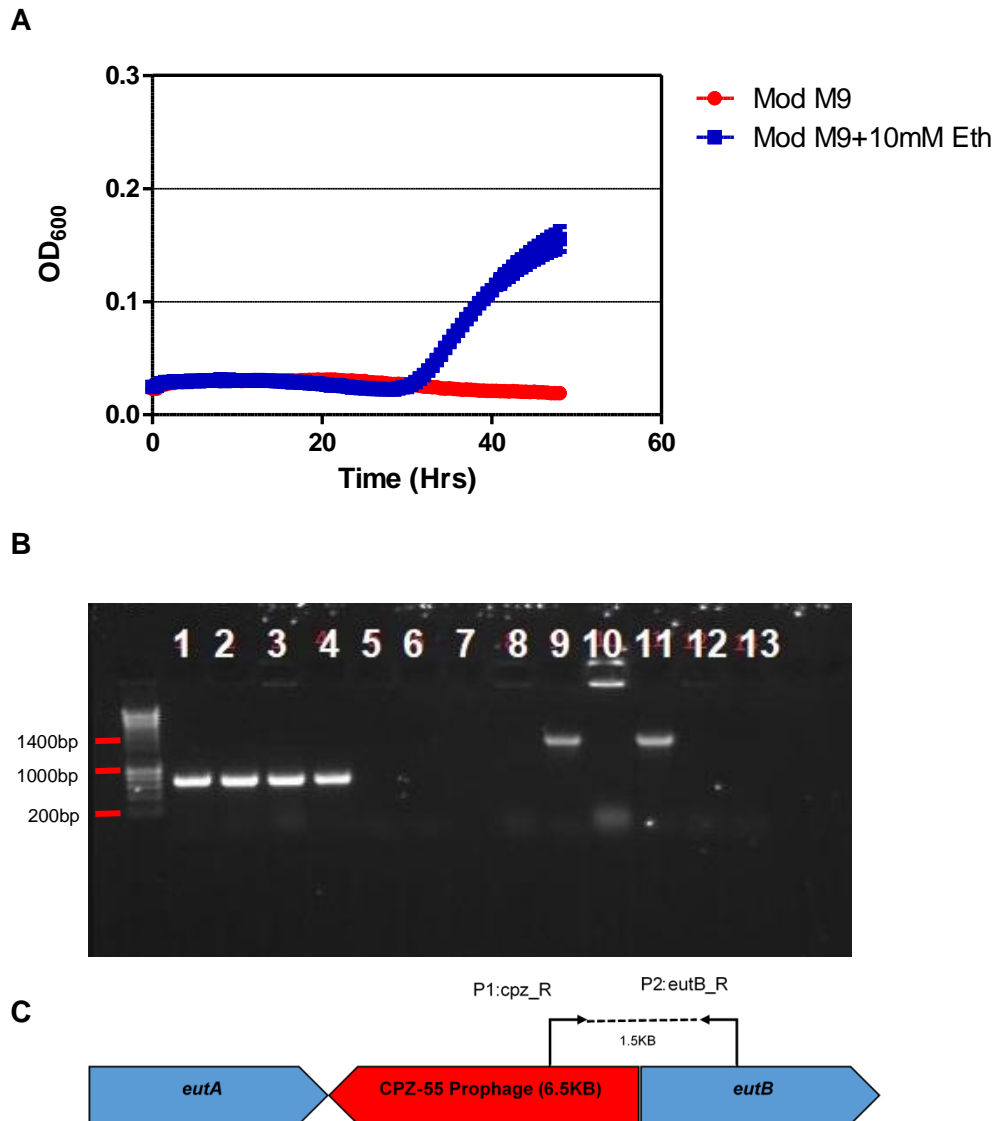 A
0.3
0.2
0.1
0.0
OD600
0 20 40 60
Time (Hrs)
Mod M9
Mod M9+10mM Eth
B
1 2 3 4 5 6 7 8 9 10 11 12 13
1400bp
1000bp
200bp
C
P1:cpz_R
P2:eutB_R
1.5KB
eutA
CPZ-55 Prophage (6.5KB)
eutB